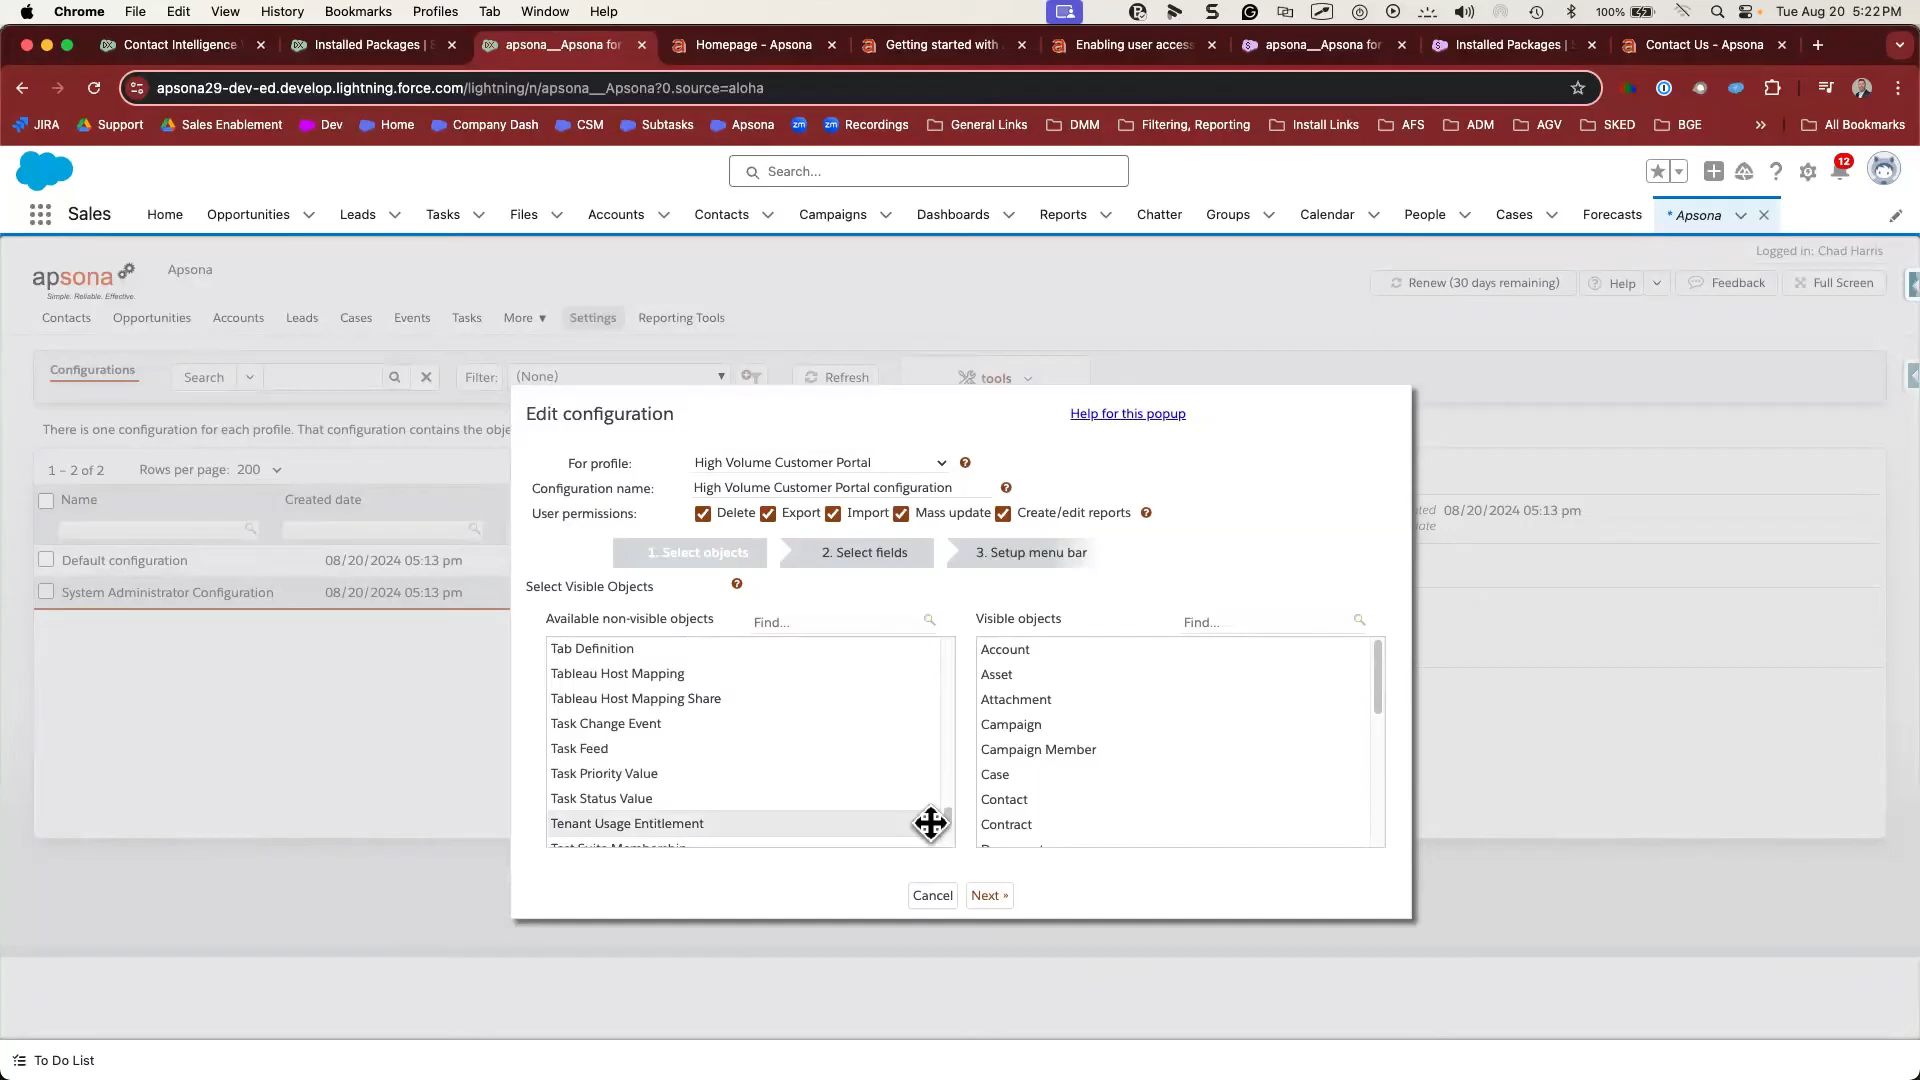 Chrome File Edit View History Bookmarks Profiles Tab Window Help 100% Tue Aug 20 5:22 PM
Contact Intelligence Installed Packages | apsona__Apsona for Homepage - Apsona Getting started with Enabling user access apsona__Apsona for Installed Packages | Contact Us - Apsona
apsona29-dev-ed.develop.lightning.force.com/lightning/n/apsona__Apsona?0.source=aloha
JIRA Support Sales Enablement Dev Home Company Dash CSM Subtasks Apsona zm zm Recordings General Links DMM Filtering, Reporting Install Links AFS ADM AGV SKED BGE » All Bookmarks
Search...
12
Sales Home Opportunities Leads Tasks Files Accounts Contacts Campaigns Dashboards Reports Chatter Groups Calendar People Cases Forecasts * Apsona
Logged in: Chad Harris
apsona Apsona
Simple. Reliable. Effective.
Renew (30 days remaining) Help Feedback Full Screen
Contacts Opportunities Accounts Leads Cases Events Tasks More ▼ Settings Reporting Tools
Configurations Search Filter: (None) Refresh tools
There is one configuration for each profile. That configuration contains the obje
1 – 2 of 2 Rows per page: 200
Name Created date
Default configuration 08/20/2024 05:13 pm
System Administrator Configuration 08/20/2024 05:13 pm
08/20/2024 05:13 pm
Edit configuration Help for this popup
For profile: High Volume Customer Portal
Configuration name: High Volume Customer Portal configuration
User permissions: Delete Export Import Mass update Create/edit reports
1. Select objects 2. Select fields 3. Setup menu bar
Select Visible Objects
Available non-visible objects Find...
Tab Definition
Tableau Host Mapping
Tableau Host Mapping Share
Task Change Event
Task Feed
Task Priority Value
Task Status Value
Tenant Usage Entitlement
Visible objects Find...
Account
Asset
Attachment
Campaign
Campaign Member
Case
Contact
Contract
Cancel Next »
To Do List